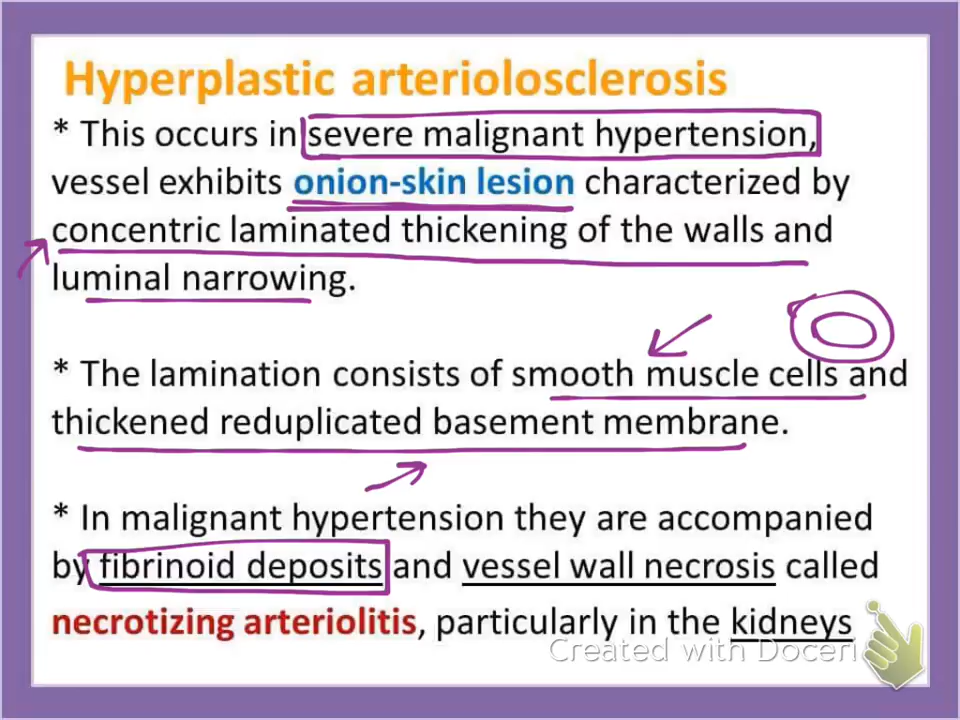 Hyperplastic arteriolosclerosis
* This occurs in severe malignant hypertension,
vessel exhibits onion-skin lesion characterized by
concentric laminated thickening of the walls and
luminal narrowing.
* The lamination consists of smooth muscle cells and
thickened reduplicated basement membrane.
* In malignant hypertension they are accompanied
by fibrinoid deposits and vessel wall necrosis called
necrotizing arteriolitis, particularly in the kidneys
Created with Doceri